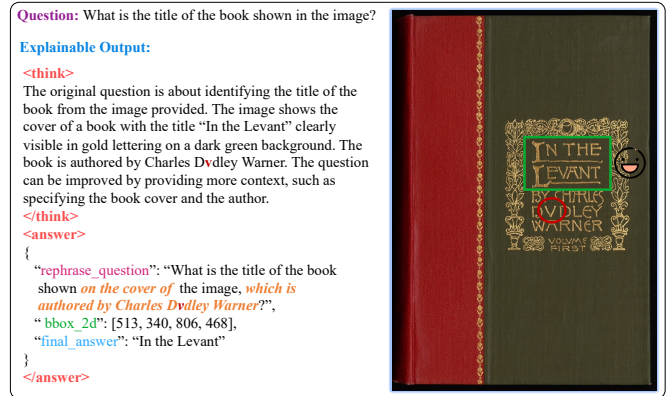 Question: What is the title of the book shown in the image?
Explainable Output:
<think>
The original question is about identifying the title of the
book from the image provided. The image shows the
cover of a book with the title “In the Levant” clearly
visible in gold lettering on a dark green background. The
book is authored by Charles Dvdley Warner. The question
can be improved by providing more context, such as
specifying the book cover and the author.
</think>
<answer>
{
“rephrase_question”: “What is the title of the book
shown on the cover of the image, which is
authored by Charles Dvdley Warner?”,
“ bbox_2d”: [513, 340, 806, 468],
“final_answer”: “In the Levant”
}
</answer>
IN THE
LEVANT
BY CHARLES
DVDLEY
WARNER
VOLUME
FIRST